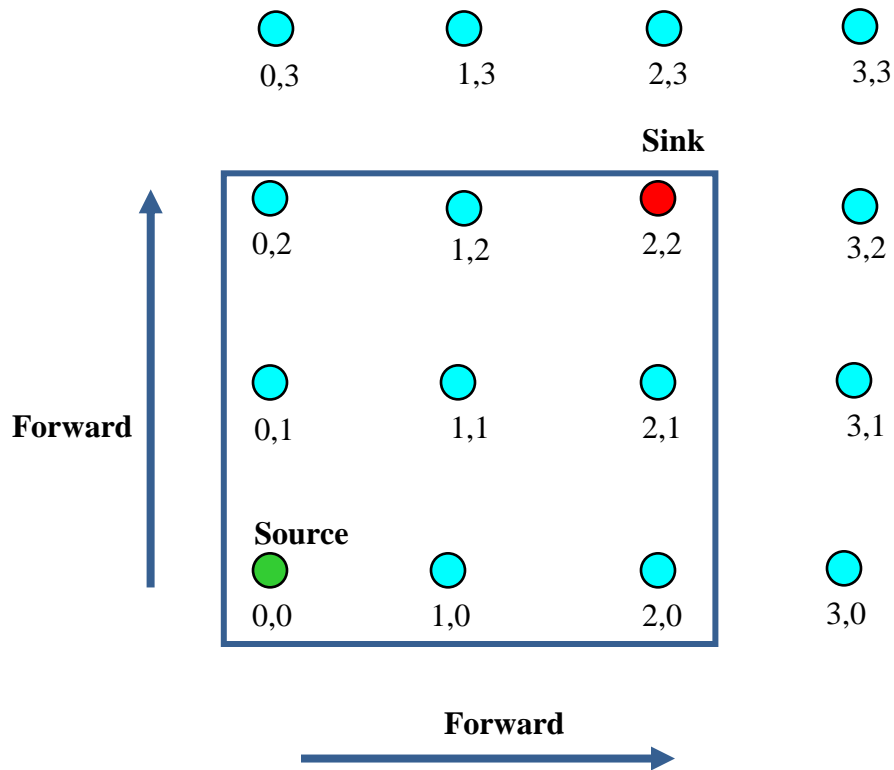 0,3 1,3 2,3 3,3
Sink
0,2 1,2 2,2 3,2
0,1 1,1 2,1 3,1
Forward
Source
0,0 1,0 2,0 3,0
Forward